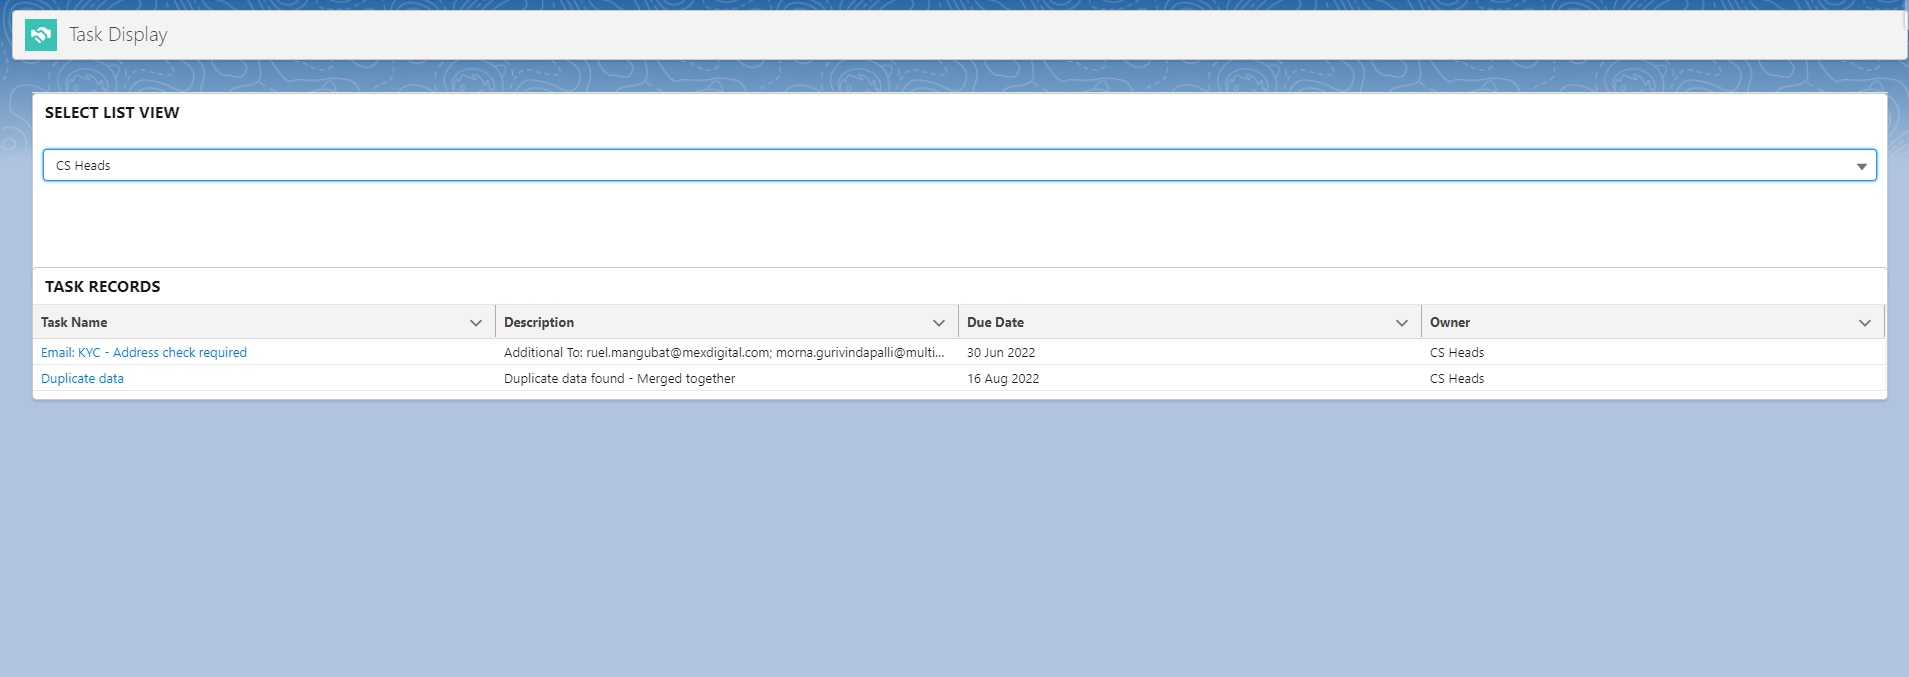 Task Display
SELECT LIST VIEW
CS Heads
TASK RECORDS
Task Name Description Due Date Owner
Email: KYC - Address check required Additional To: ruel.mangubat@mexdigital.com; morna.gurivindapalli@multi... 30 Jun 2022 CS Heads
Duplicate data Duplicate data found - Merged together 16 Aug 2022 CS Heads